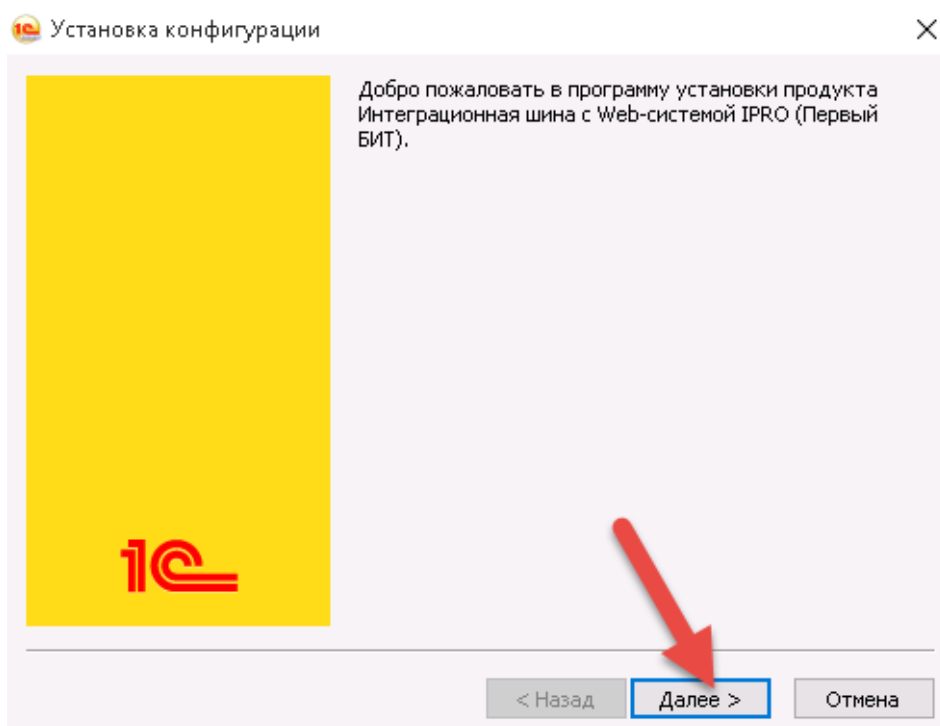 Установка конфигурации
Добро пожаловать в программу установки продукта
Интеграционная шина с Web-системой IPRO (Первый
БИТ).
1С
< Назад Далее > Отмена